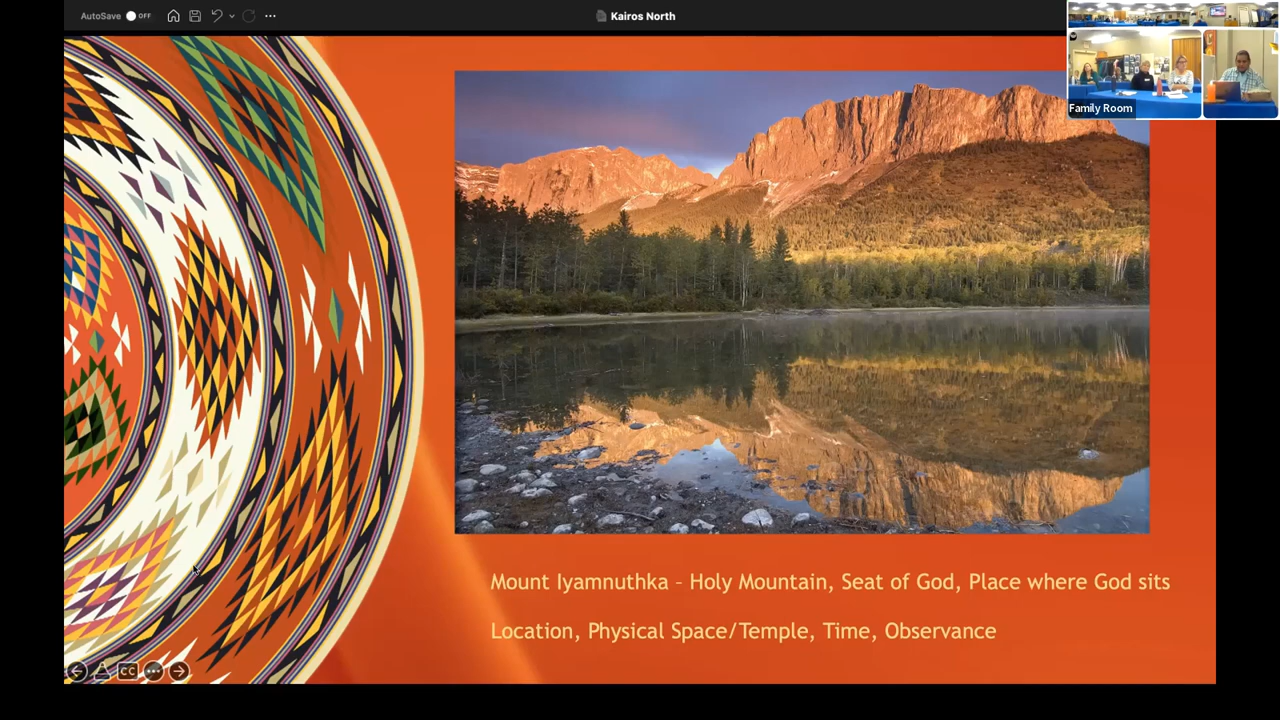 AutoSave OFF
Kairos North
Family Room
Mount Iyamnuthka – Holy Mountain, Seat of God, Place where God sits
Location, Physical Space/Temple, Time, Observance
CC